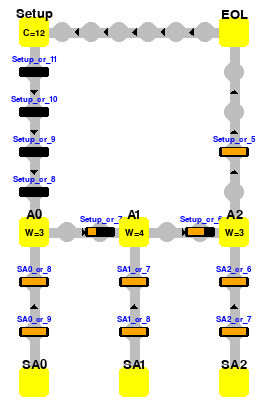 Setup
EOL
C=12
Setup_or_11
Setup_or_10
Setup_or_9
Setup_or_5
Setup_or_8
A0
Setup_or_7
A1
Setup_or_6
A2
W=3
W=4
W=3
SA0_or_8
SA1_or_7
SA2_or_6
SA0_or_9
SA1_or_8
SA2_or_7
SA0
SA1
SA2